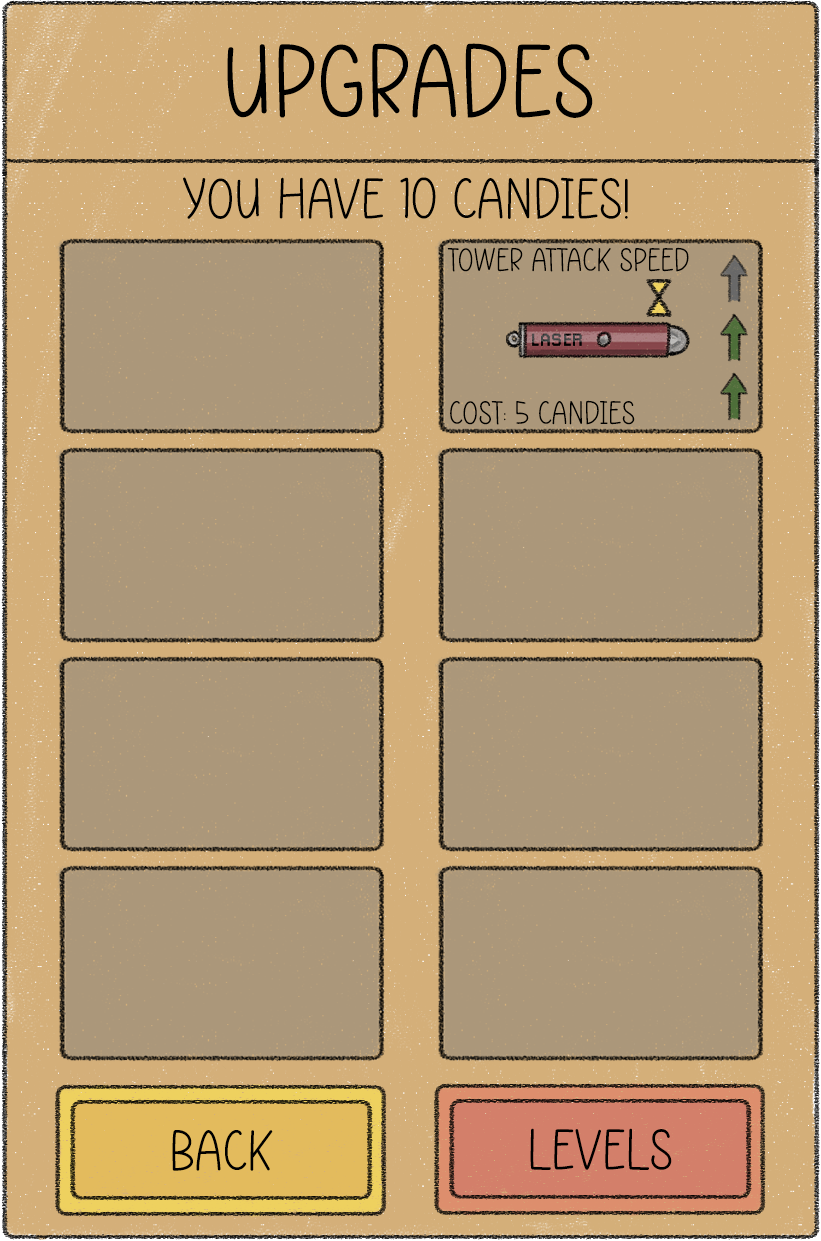 UPGRADES
YOU HAVE 10 CANDIES!
TOWER ATTACK SPEED
LASER
COST: 5 CANDIES
BACK
LEVELS